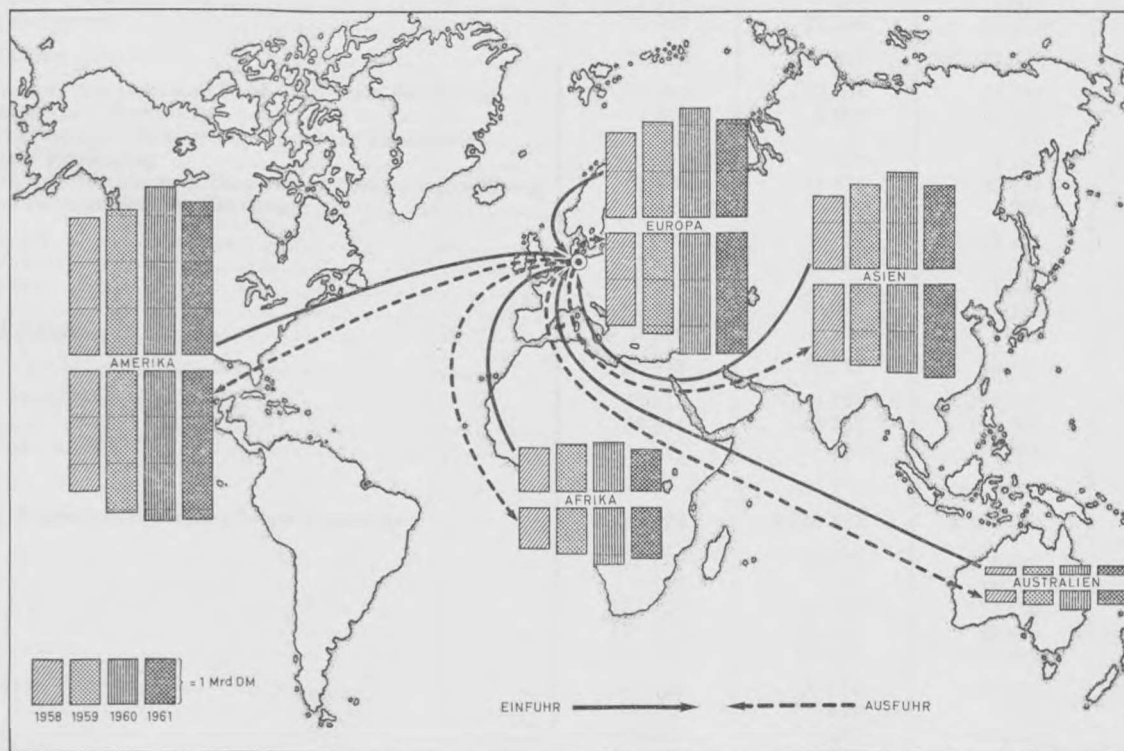 EUROPA
ASIEN
AMERIKA
AFRIKA
AUSTRALIEN
= 1 Mrd DM
1958 1959 1960 1961
EINFUHR AUSFUHR